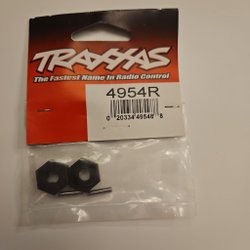 TRAXXAS
The Fastest Name In Radio Control
4954R
0 20334 49548 8